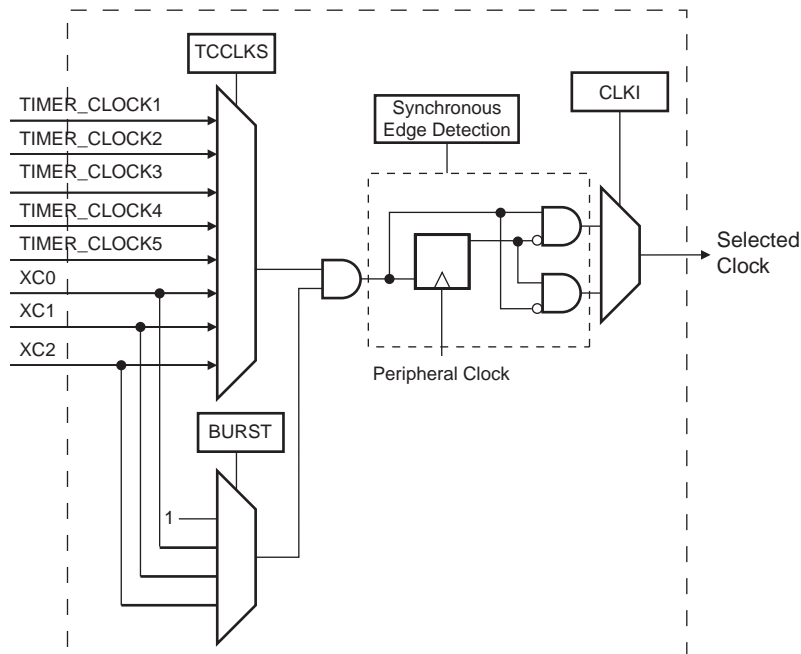 TCCLKS
TIMER_CLOCK1
TIMER_CLOCK2
TIMER_CLOCK3
TIMER_CLOCK4
TIMER_CLOCK5
XC0
XC1
XC2
CLKI
Synchronous
Edge Detection
Selected
Clock
Peripheral Clock
BURST
1